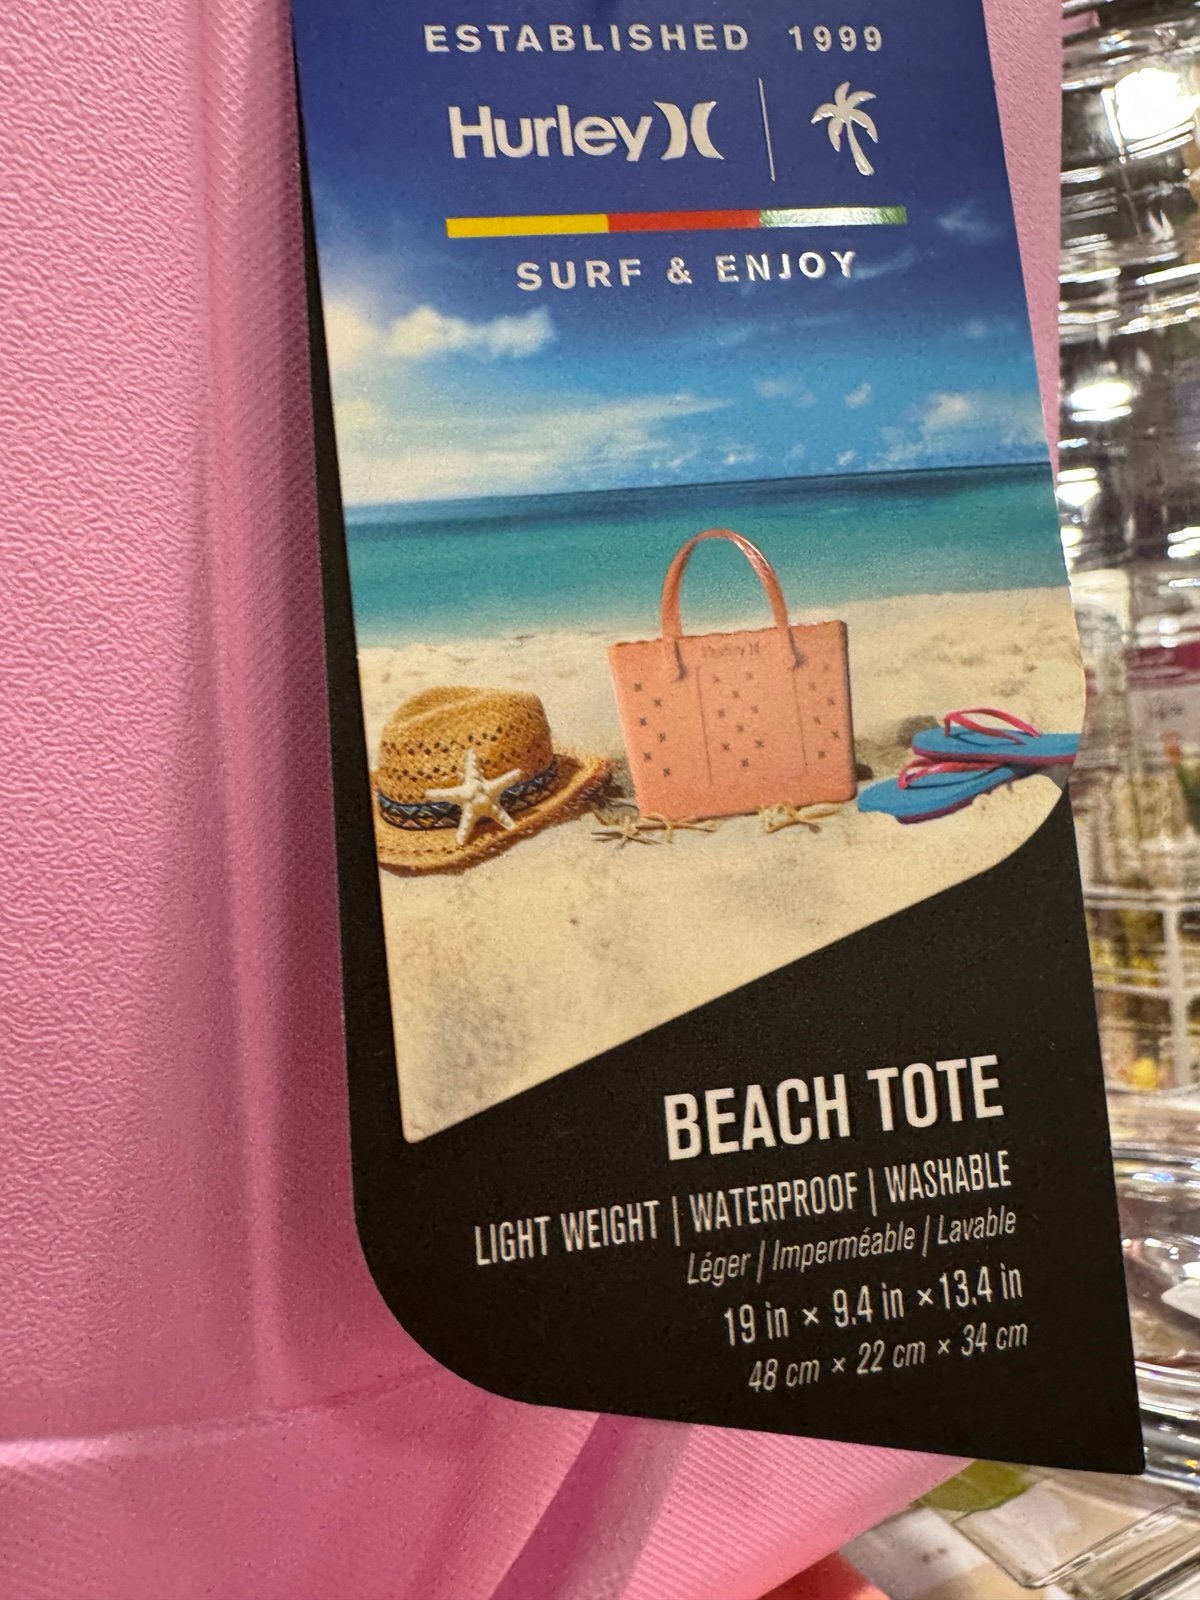 ESTABLISHED 1999
Hurley
SURF & ENJOY
Hurley
BEACH TOTE
LIGHT WEIGHT | WATERPROOF | WASHABLE
Léger | Imperméable | Lavable
19 in × 9.4 in × 13.4 in
48 cm × 22 cm × 34 cm